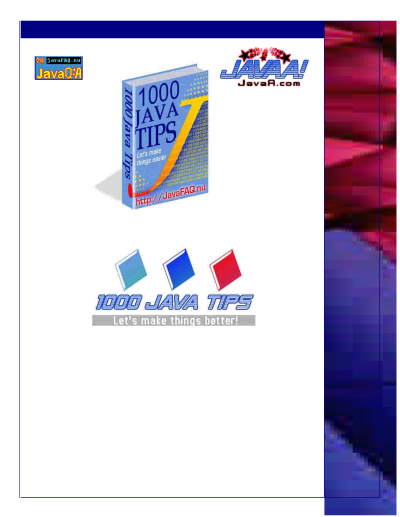 JavaFAQ.nu
JavaQ&A
JAVAA!
JavaA.com
1000
JAVA
TIPS
Let's make
things easier
http://JavaFAQ.nu
1000 Java Tips
1000 JAVA TIPS
Let's make things better!